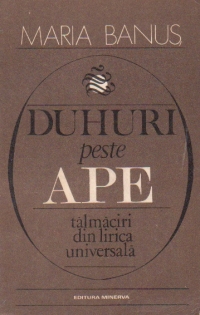 MARIA BANUȘ
DUHURI
peste
APE
tălmăciri
din lirica
universală
EDITURA MINERVA